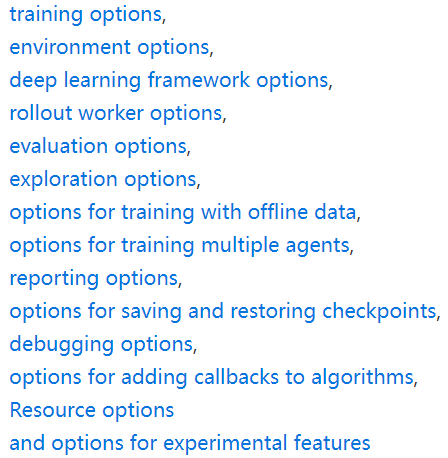 training options,
environment options,
deep learning framework options,
rollout worker options,
evaluation options,
exploration options,
options for training with offline data,
options for training multiple agents,
reporting options,
options for saving and restoring checkpoints,
debugging options,
options for adding callbacks to algorithms,
Resource options
and options for experimental features